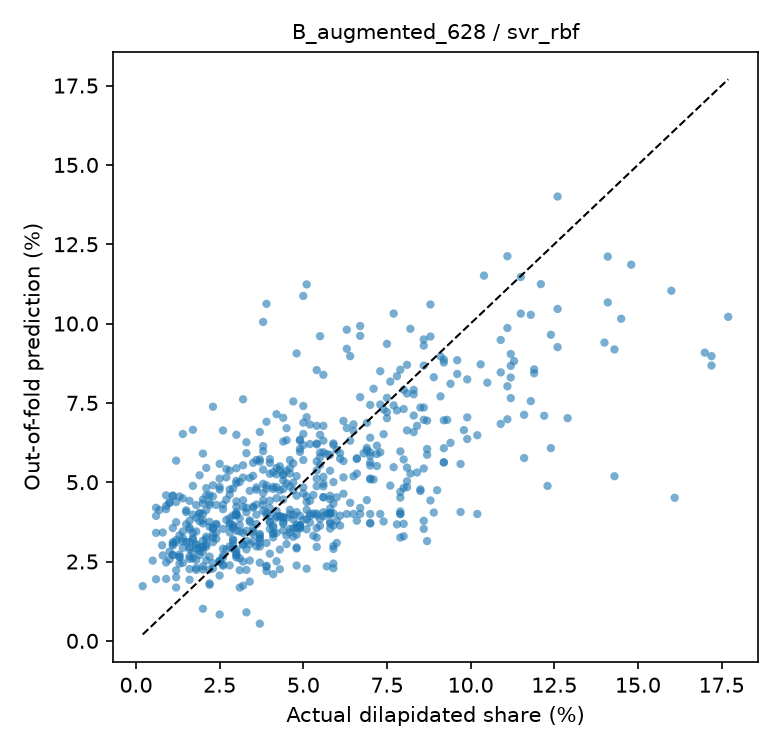 B_augmented_628 / svr_rbf
17.5
15.0
12.5
10.0
7.5
5.0
2.5
0.0
Out-of-fold prediction (%)
0.0 2.5 5.0 7.5 10.0 12.5 15.0 17.5
Actual dilapidated share (%)